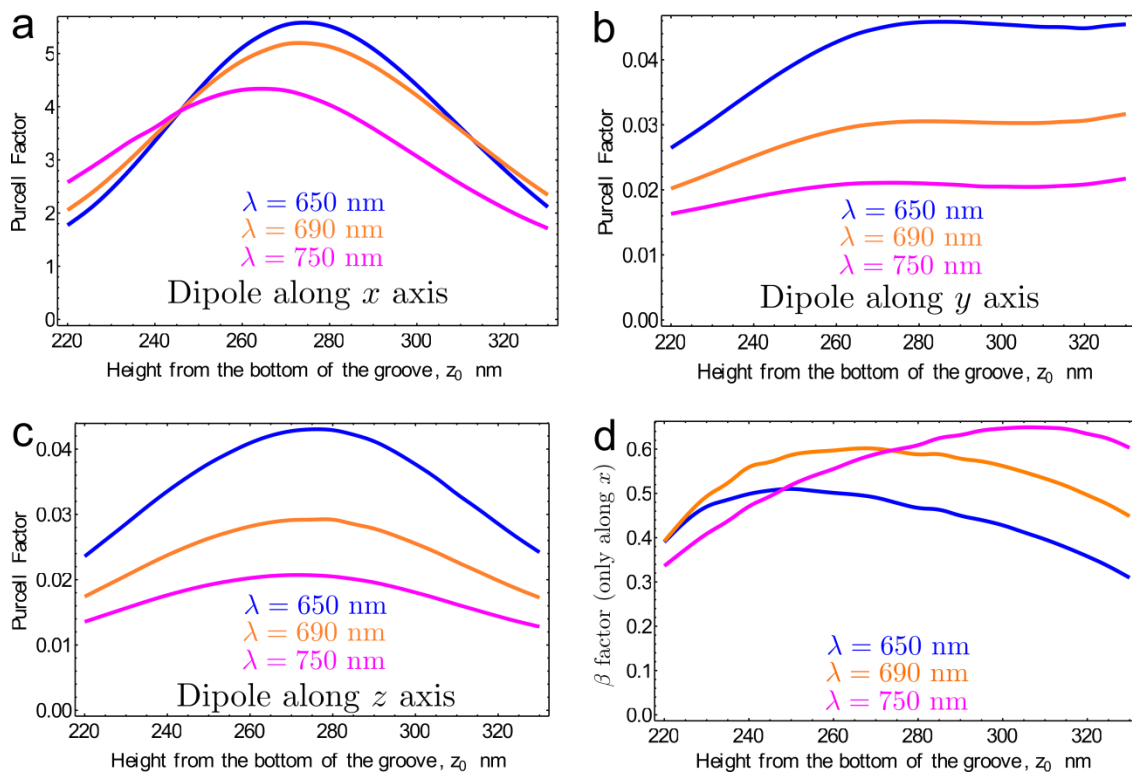 a
Purcell Factor
5
4
3
2
1
0
λ = 650 nm
λ = 690 nm
λ = 750 nm
Dipole along x axis
220 240 260 280 300 320
Height from the bottom of the groove, z₀ nm
b
Purcell Factor
0.04
0.03
0.02
0.01
0.00
λ = 650 nm
λ = 690 nm
λ = 750 nm
Dipole along y axis
220 240 260 280 300 320
Height from the bottom of the groove, z₀ nm
c
Purcell Factor
0.04
0.03
0.02
0.01
0.00
λ = 650 nm
λ = 690 nm
λ = 750 nm
Dipole along z axis
220 240 260 280 300 320
Height from the bottom of the groove, z₀ nm
d
β factor (only along x)
0.6
0.5
0.4
0.3
0.2
0.1
0.0
λ = 650 nm
λ = 690 nm
λ = 750 nm
220 240 260 280 300 320
Height from the bottom of the groove, z₀ nm